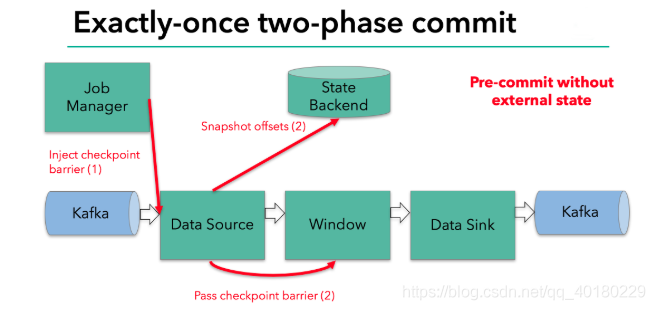 Exactly-once two-phase commit
Job
Manager
State
Backend
Pre-commit without
external state
Snapshot offsets (2)
Inject checkpoint
barrier (1)
Kafka
Data Source
Window
Data Sink
Kafka
Pass checkpoint barrier (2)
https://blog.csdn.net/qq_40180229